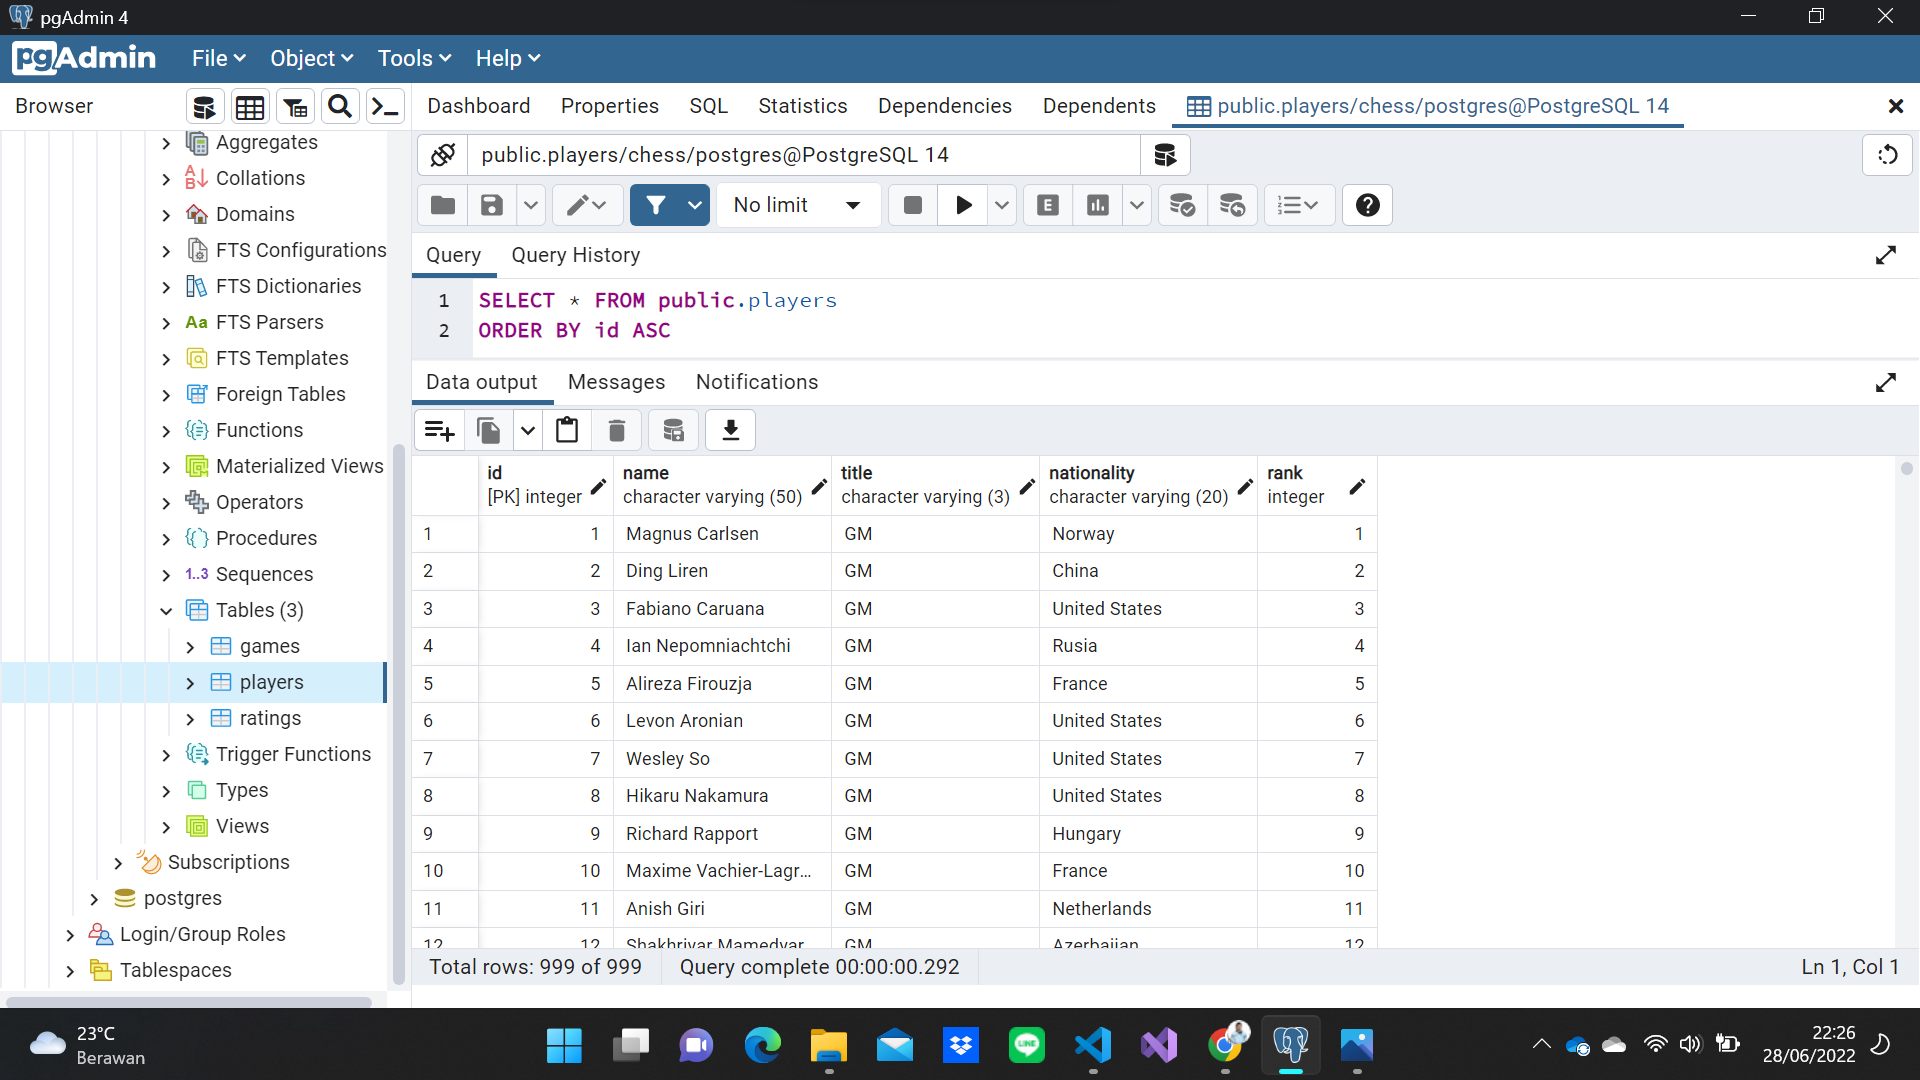 pgAdmin 4
pgAdmin File Object Tools Help
Browser
Dashboard Properties SQL Statistics Dependencies Dependents public.players/chess/postgres@PostgreSQL 14
Aggregates
Collations
Domains
FTS Configurations
FTS Dictionaries
Aa FTS Parsers
FTS Templates
Foreign Tables
Functions
Materialized Views
Operators
Procedures
1..3 Sequences
Tables (3)
games
players
ratings
Trigger Functions
Types
Views
Subscriptions
postgres
Login/Group Roles
Tablespaces
public.players/chess/postgres@PostgreSQL 14
No limit
E
Query Query History
1 SELECT * FROM public.players
2 ORDER BY id ASC
Data output Messages Notifications
id name title nationality rank
[PK] integer character varying (50) character varying (3) character varying (20) integer
1 1 Magnus Carlsen GM Norway 1
2 2 Ding Liren GM China 2
3 3 Fabiano Caruana GM United States 3
4 4 Ian Nepomniachtchi GM Rusia 4
5 5 Alireza Firouzja GM France 5
6 6 Levon Aronian GM United States 6
7 7 Wesley So GM United States 7
8 8 Hikaru Nakamura GM United States 8
9 9 Richard Rapport GM Hungary 9
10 10 Maxime Vachier-Lagr... GM France 10
11 11 Anish Giri GM Netherlands 11
12 12 Shakhriyar Mamedyar GM Azerbaijan 12
Total rows: 999 of 999 Query complete 00:00:00.292 Ln 1, Col 1
23°C
Berawan
LINE
22:26
28/06/2022